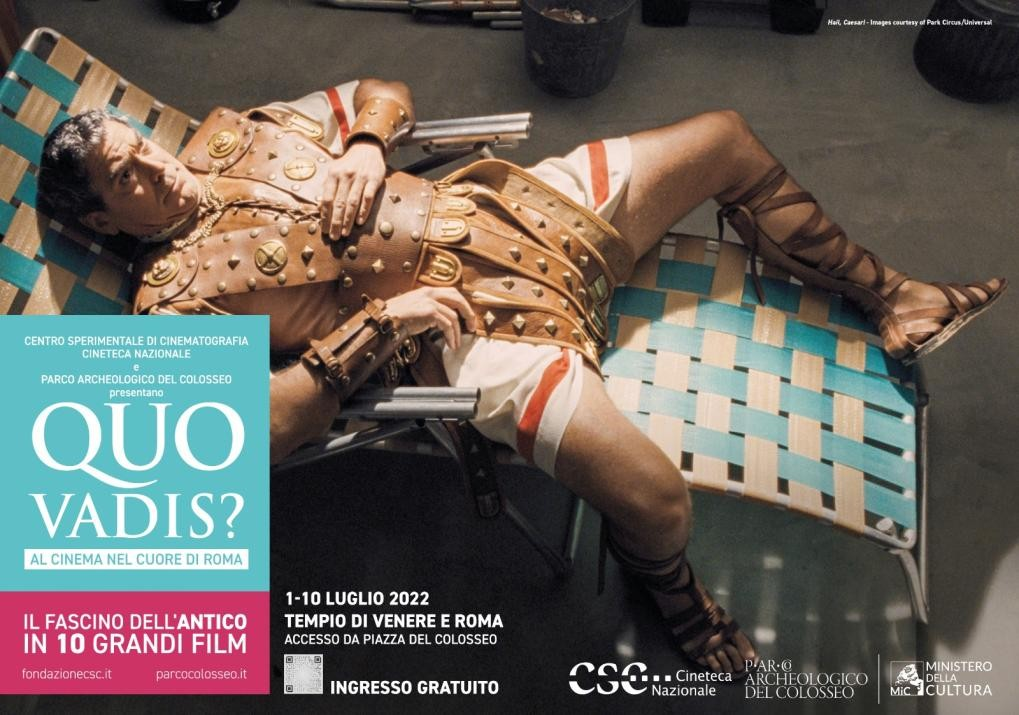 Hail, Caesar! - Images courtesy of Park Circus/Universal
CENTRO SPERIMENTALE DI CINEMATOGRAFIA
CINETECA NAZIONALE
e
PARCO ARCHEOLOGICO DEL COLOSSEO
presentano
QUO
VADIS?
AL CINEMA NEL CUORE DI ROMA
IL FASCINO DELL'ANTICO
IN 10 GRANDI FILM
fondazionecsc.it parcocolosseo.it
1-10 LUGLIO 2022
TEMPIO DI VENERE E ROMA
ACCESSO DA PIAZZA DEL COLOSSEO
INGRESSO GRATUITO
csc... Cineteca
Nazionale
P·AR·CO
ARCHEOLOGICO
DEL COLOSSEO
MiC
MINISTERO
DELLA
CULTURA